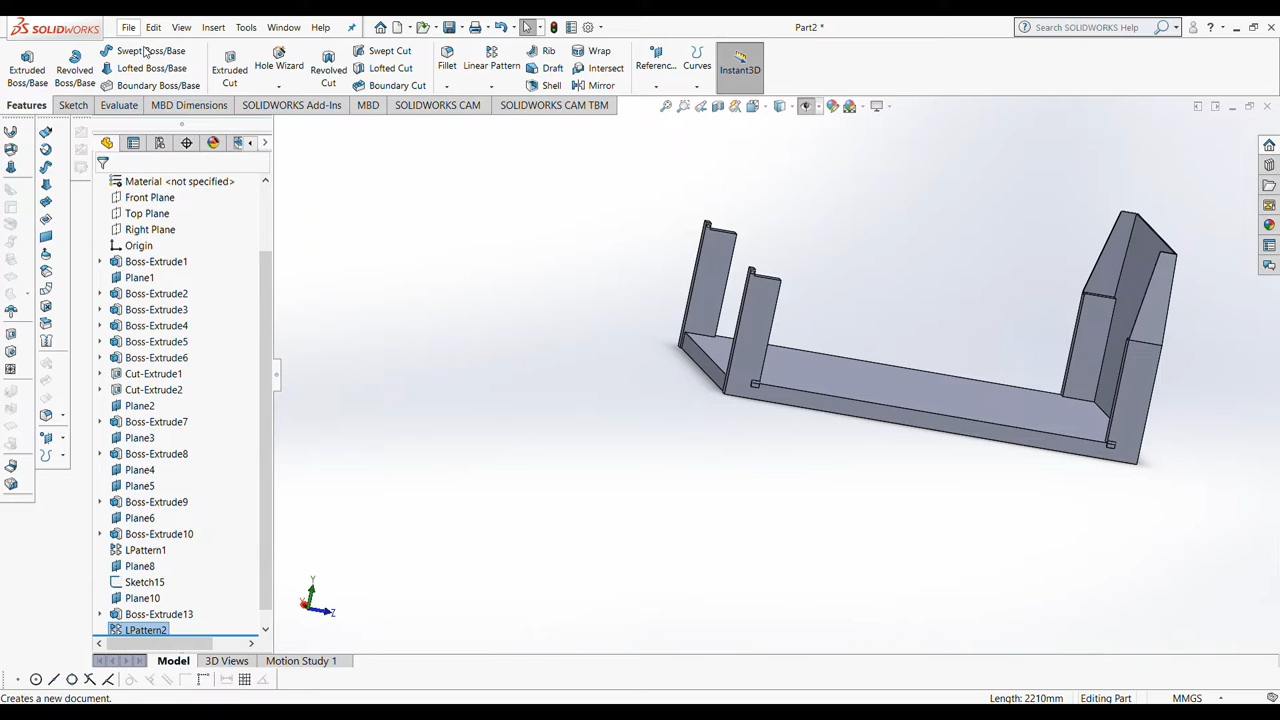 SOLIDWORKS File Edit View Insert Tools Window Help Part2 * Search SOLIDWORKS Help
Extruded Boss/Base
Revolved Boss/Base
Swept Boss/Base
Lofted Boss/Base
Boundary Boss/Base
Extruded Cut
Hole Wizard
Revolved Cut
Swept Cut
Lofted Cut
Boundary Cut
Fillet
Linear Pattern
Rib
Draft
Shell
Wrap
Intersect
Mirror
Referenc...
Curves
Instant3D
Features Sketch Evaluate MBD Dimensions SOLIDWORKS Add-Ins MBD SOLIDWORKS CAM SOLIDWORKS CAM TBM
Material <not specified>
Front Plane
Top Plane
Right Plane
Origin
Boss-Extrude1
Plane1
Boss-Extrude2
Boss-Extrude3
Boss-Extrude4
Boss-Extrude5
Boss-Extrude6
Cut-Extrude1
Cut-Extrude2
Plane2
Boss-Extrude7
Plane3
Boss-Extrude8
Plane4
Plane5
Boss-Extrude9
Plane6
Boss-Extrude10
LPattern1
Plane8
Sketch15
Plane10
Boss-Extrude13
LPattern2
Y
Z
Model 3D Views Motion Study 1
Creates a new document. Length: 2210mm Editing Part MMGS